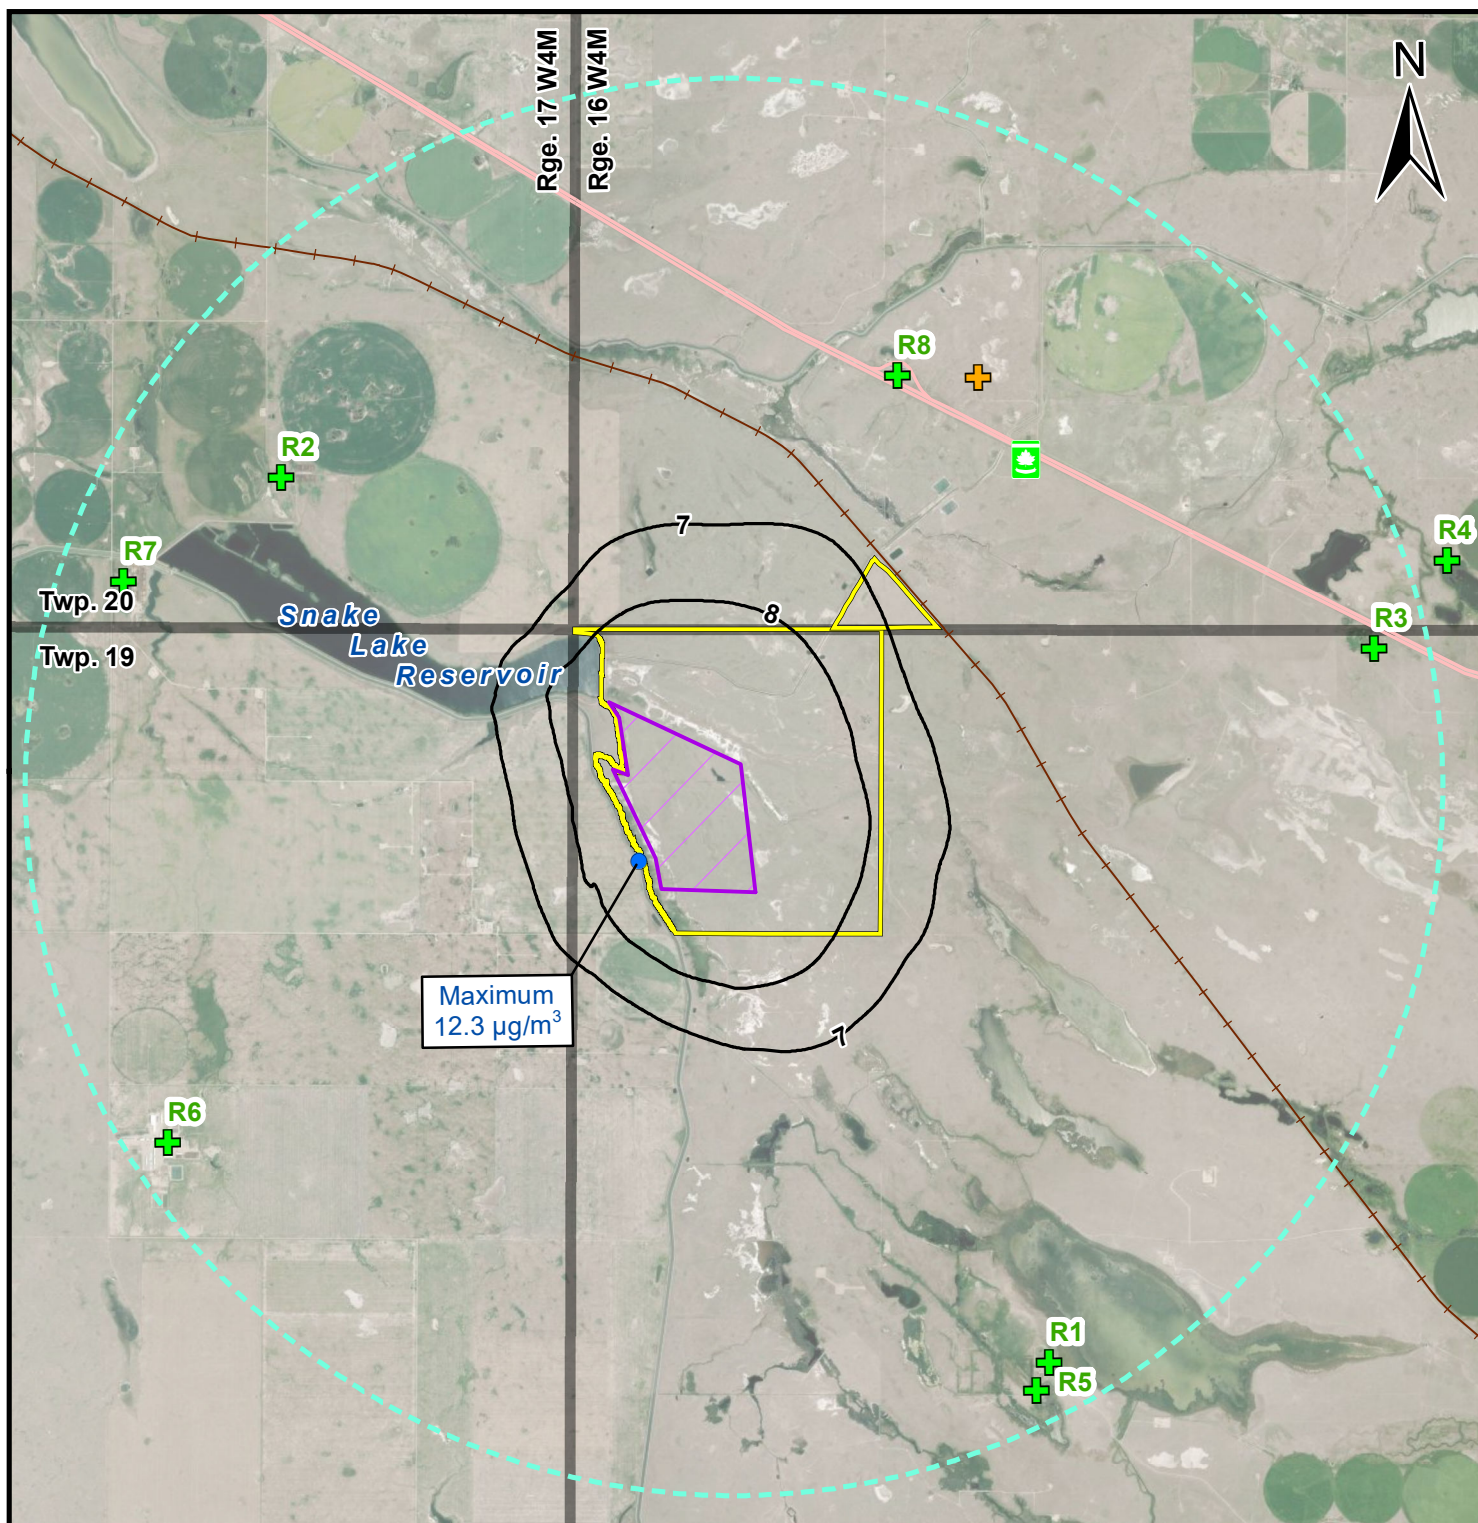 Rge. 17 W4M
Rge. 16 W4M
N
R8
R2
7
R4
R7
Twp. 20
8
Snake
R3
Lake
Twp. 19
Reservoir
Maximum
12.3 µg/m³
7
R6
R1
R5